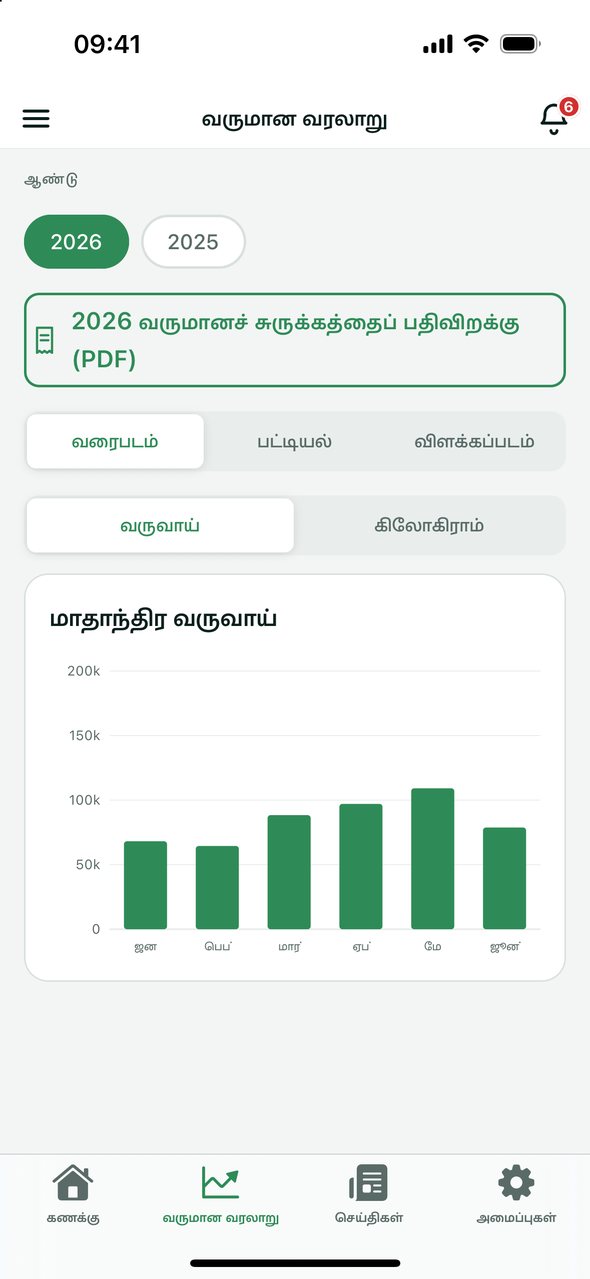 09:41
வருமான வரலாறு
6
ஆண்டு
2026 2025
2026 வருமானச் சுருக்கத்தைப் பதிவிறக்கு
(PDF)
வரைபடம் பட்டியல் விளக்கப்படம்
வருவாய் கிலோகிராம்
மாதாந்திர வருவாய்
200k
150k
100k
50k
0
ஜன பெப் மார் ஏப் மே ஜூன்
கணக்கு வருமான வரலாறு செய்திகள் அமைப்புகள்